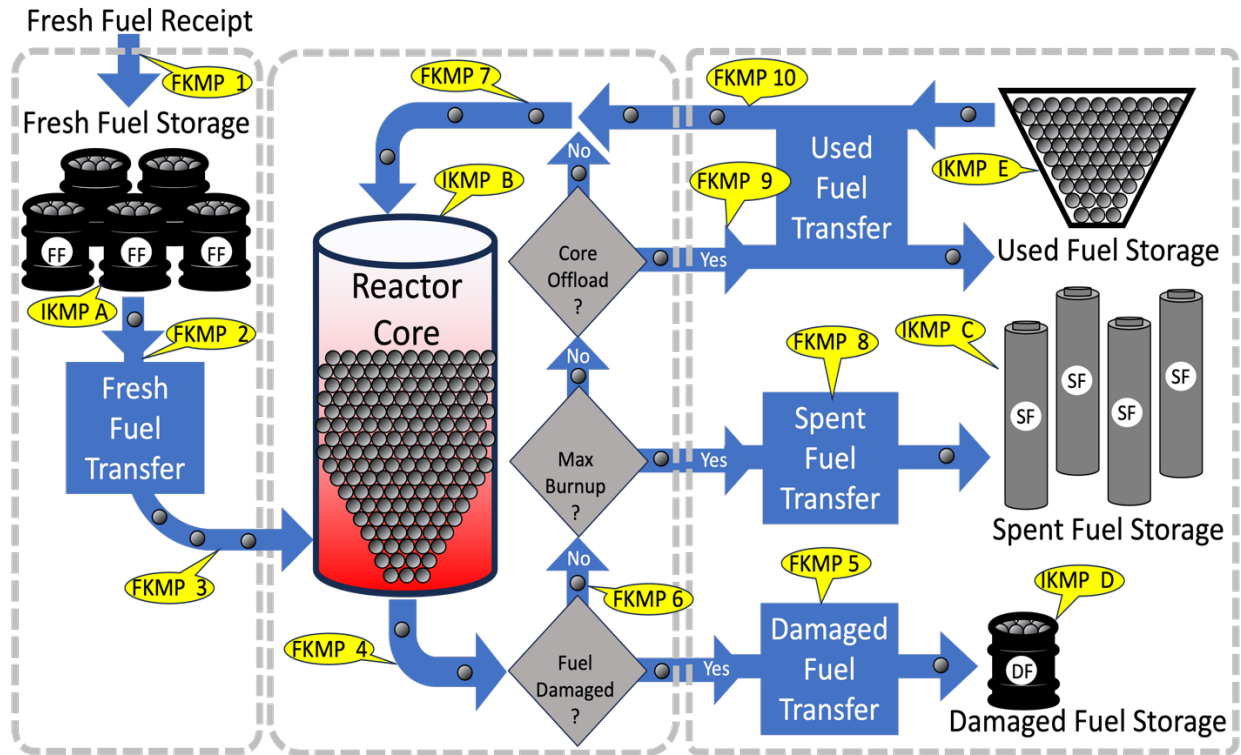 Fresh Fuel Receipt
FKMP 1
Fresh Fuel Storage
FF
FF
FF
IKMP A
FKMP 2
Fresh
Fuel
Transfer
FKMP 3
FKMP 7
IKMP B
Reactor
Core
FKMP 4
No
Core
Offload
?
Yes
No
Max
Burnup
?
Yes
No
FKMP 6
Fuel
Damaged
?
Yes
FKMP 10
FKMP 9
Used
Fuel
Transfer
IKMP E
Used Fuel Storage
FKMP 8
Spent
Fuel
Transfer
IKMP C
SF
SF
SF
SF
Spent Fuel Storage
FKMP 5
Damaged
Fuel
Transfer
IKMP D
DF
Damaged Fuel Storage